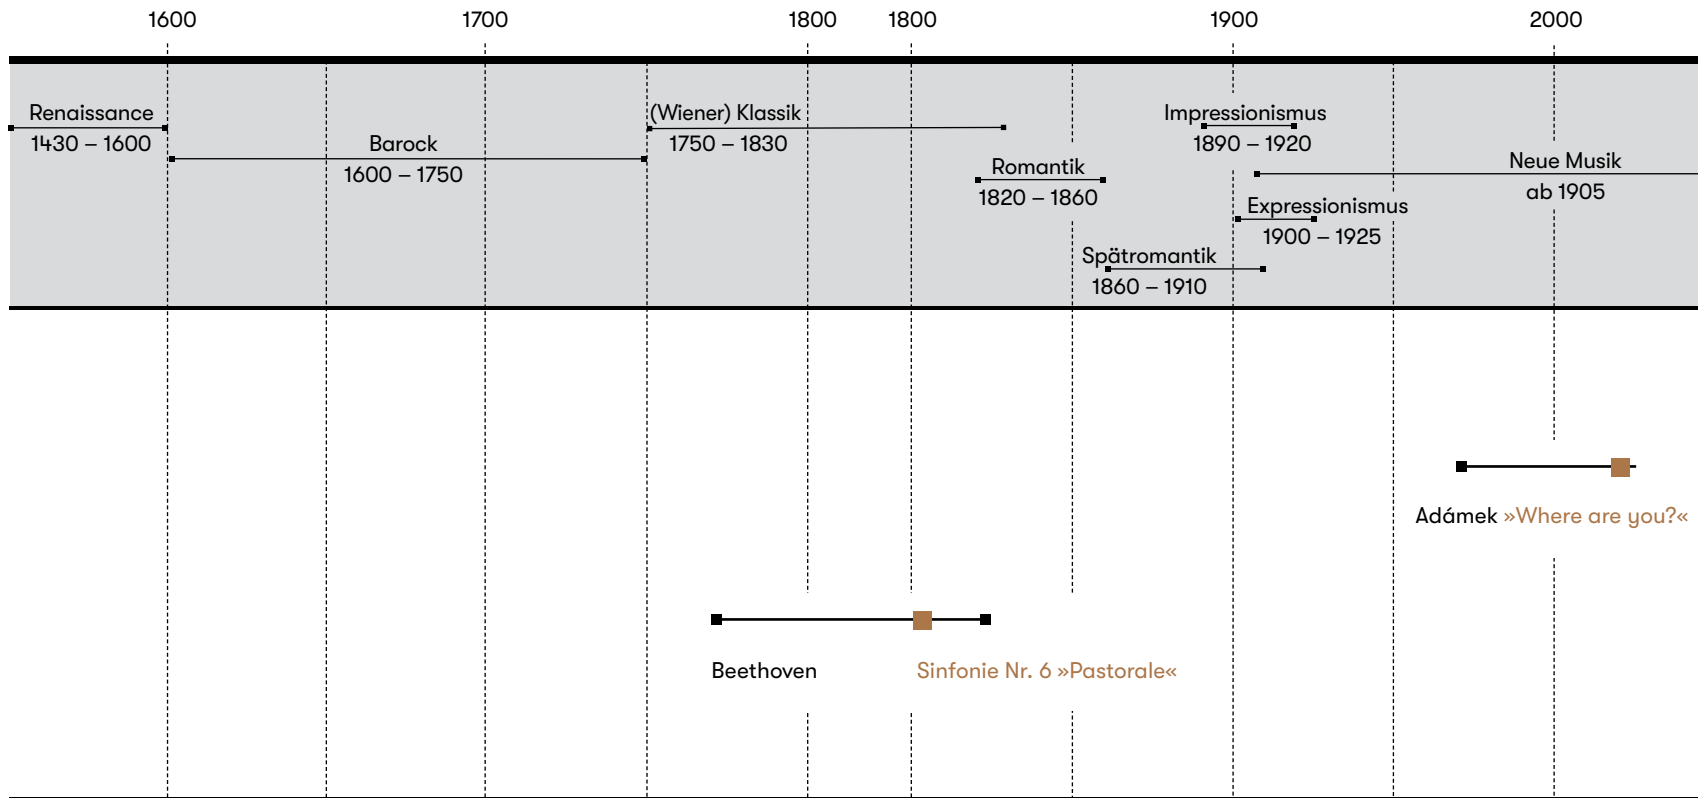 1600 1700 1800 1800 1900 2000
Renaissance
1430 – 1600
Barock
1600 – 1750
(Wiener) Klassik
1750 – 1830
Romantik
1820 – 1860
Spätromantik
1860 – 1910
Impressionismus
1890 – 1920
Expressionismus
1900 – 1925
Neue Musik
ab 1905
Adámek »Where are you?«
Beethoven Sinfonie Nr. 6 »Pastorale«